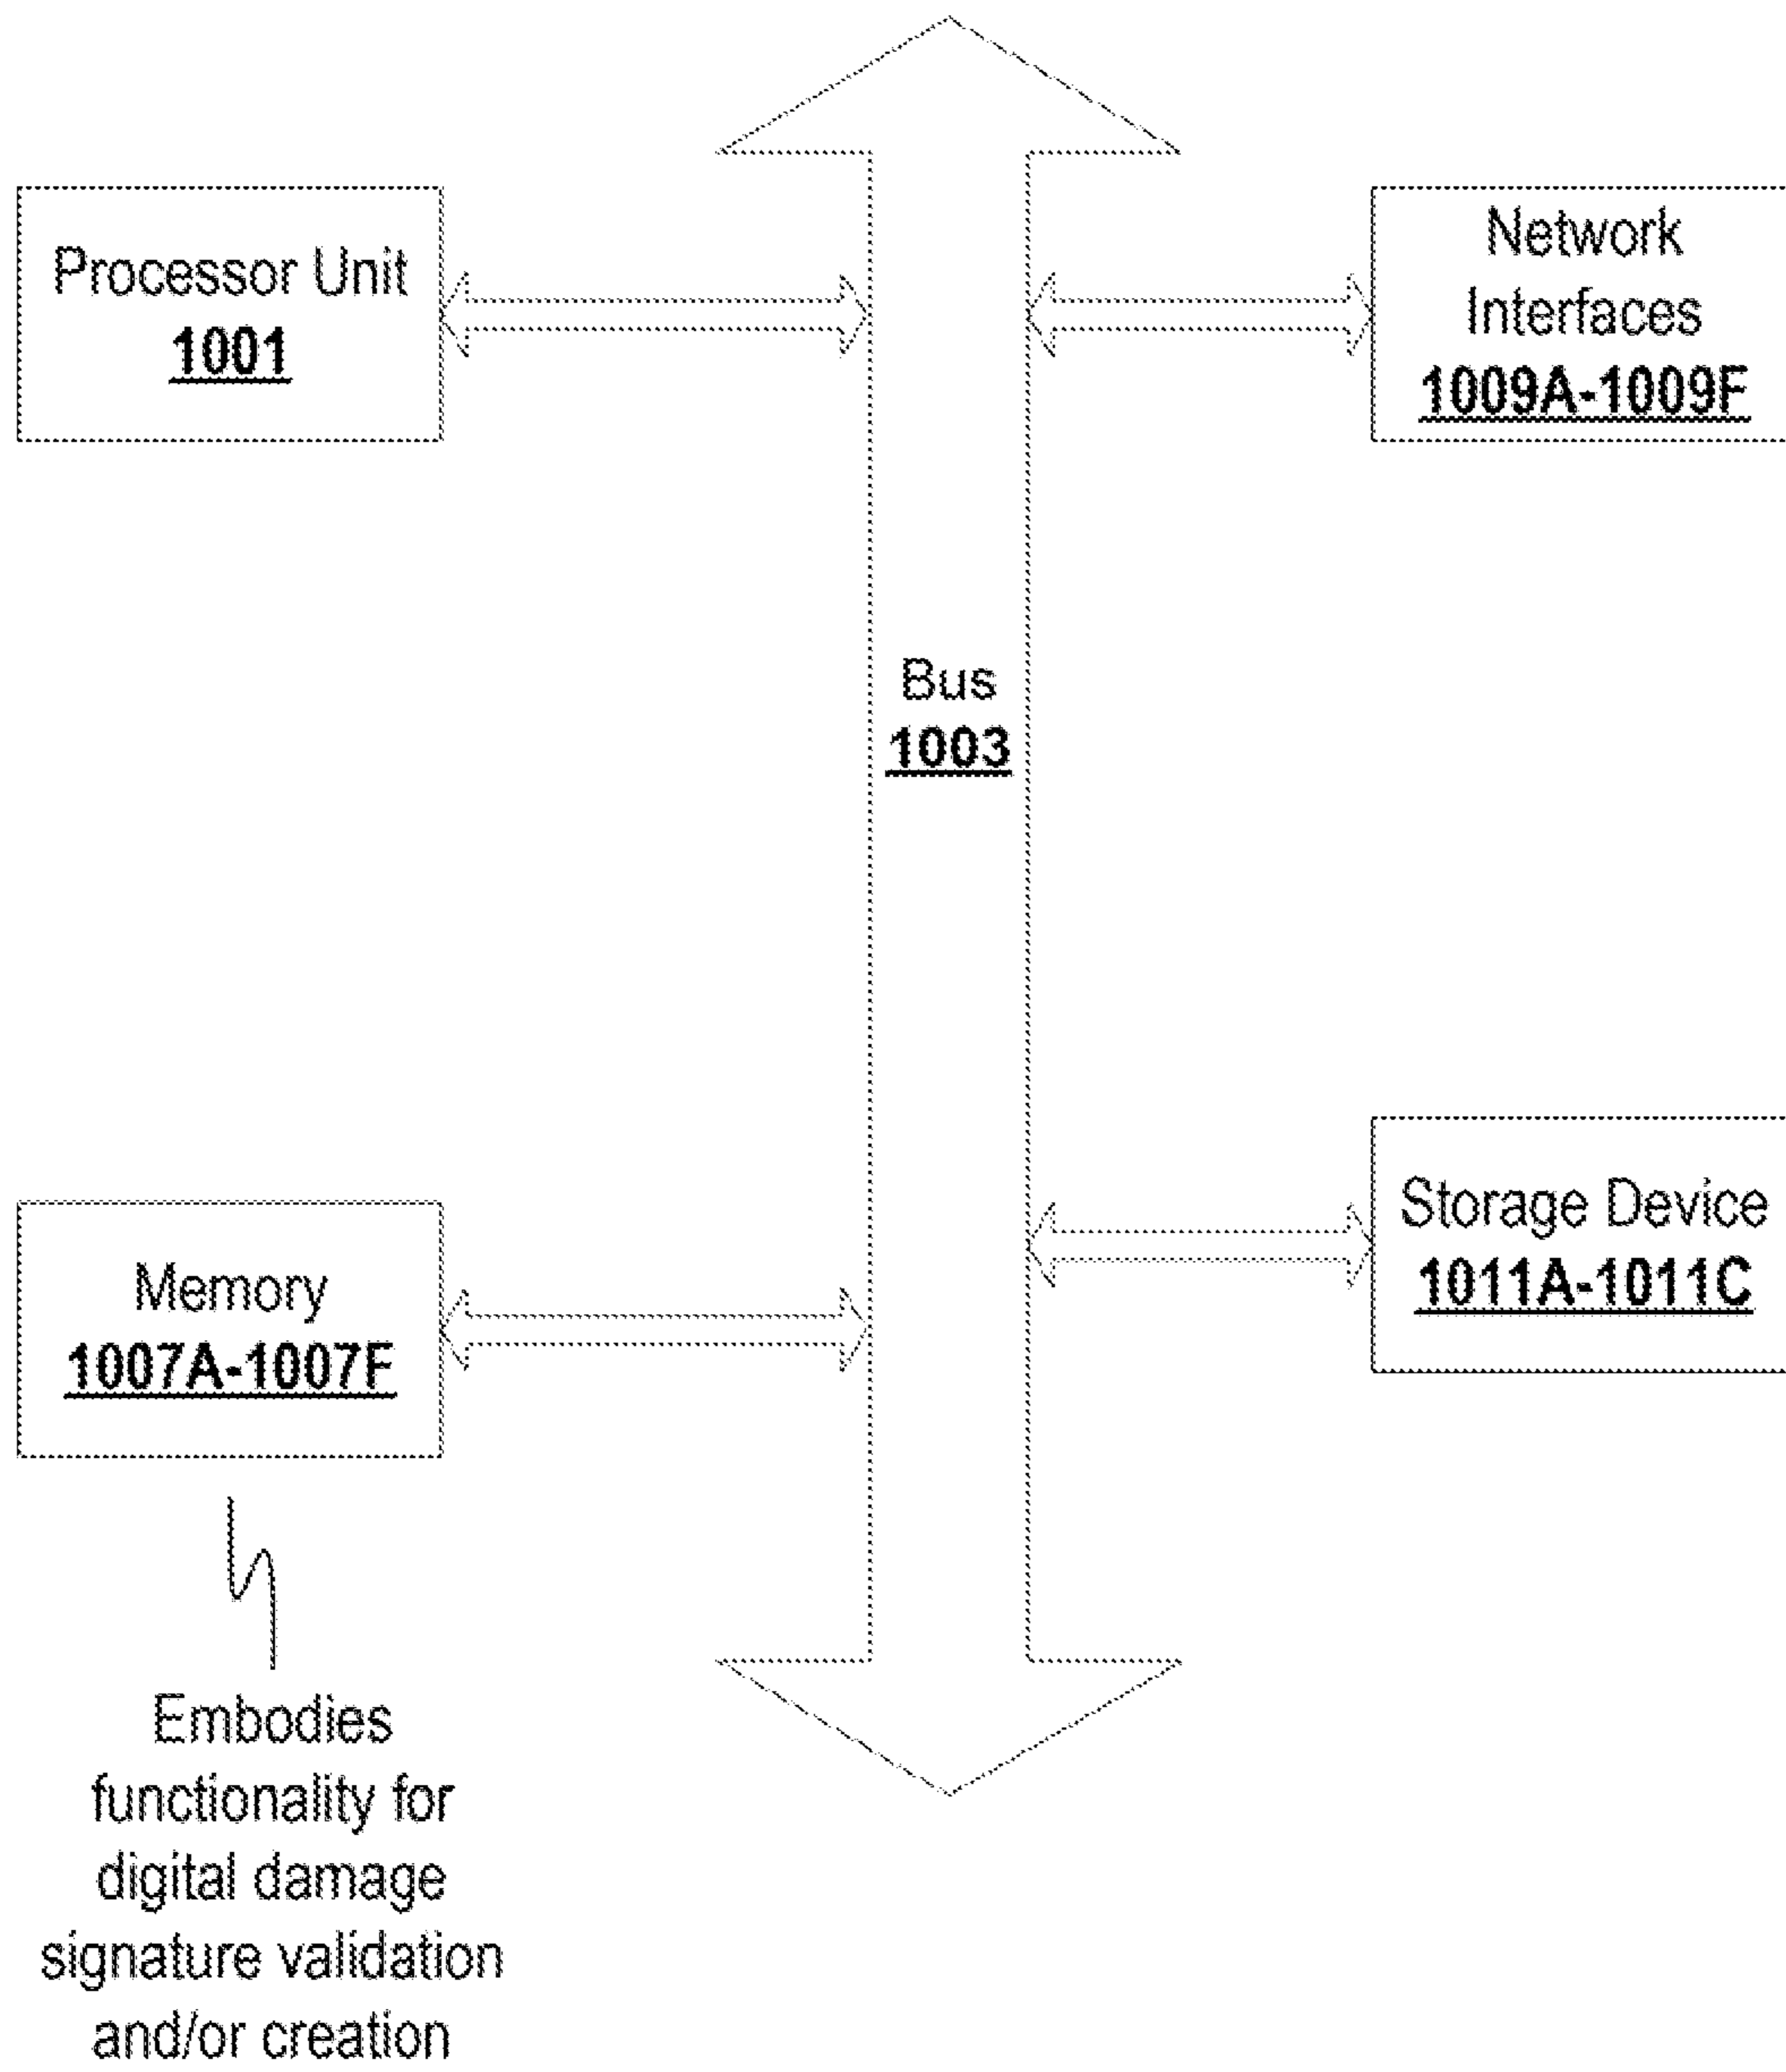 Processor Unit
1001
Network
Interfaces
1009A-1009F
Bus
1003
Storage Device
1011A-1011C
Memory
1007A-1007F
Embodies
functionality for
digital damage
signature validation
and/or creation